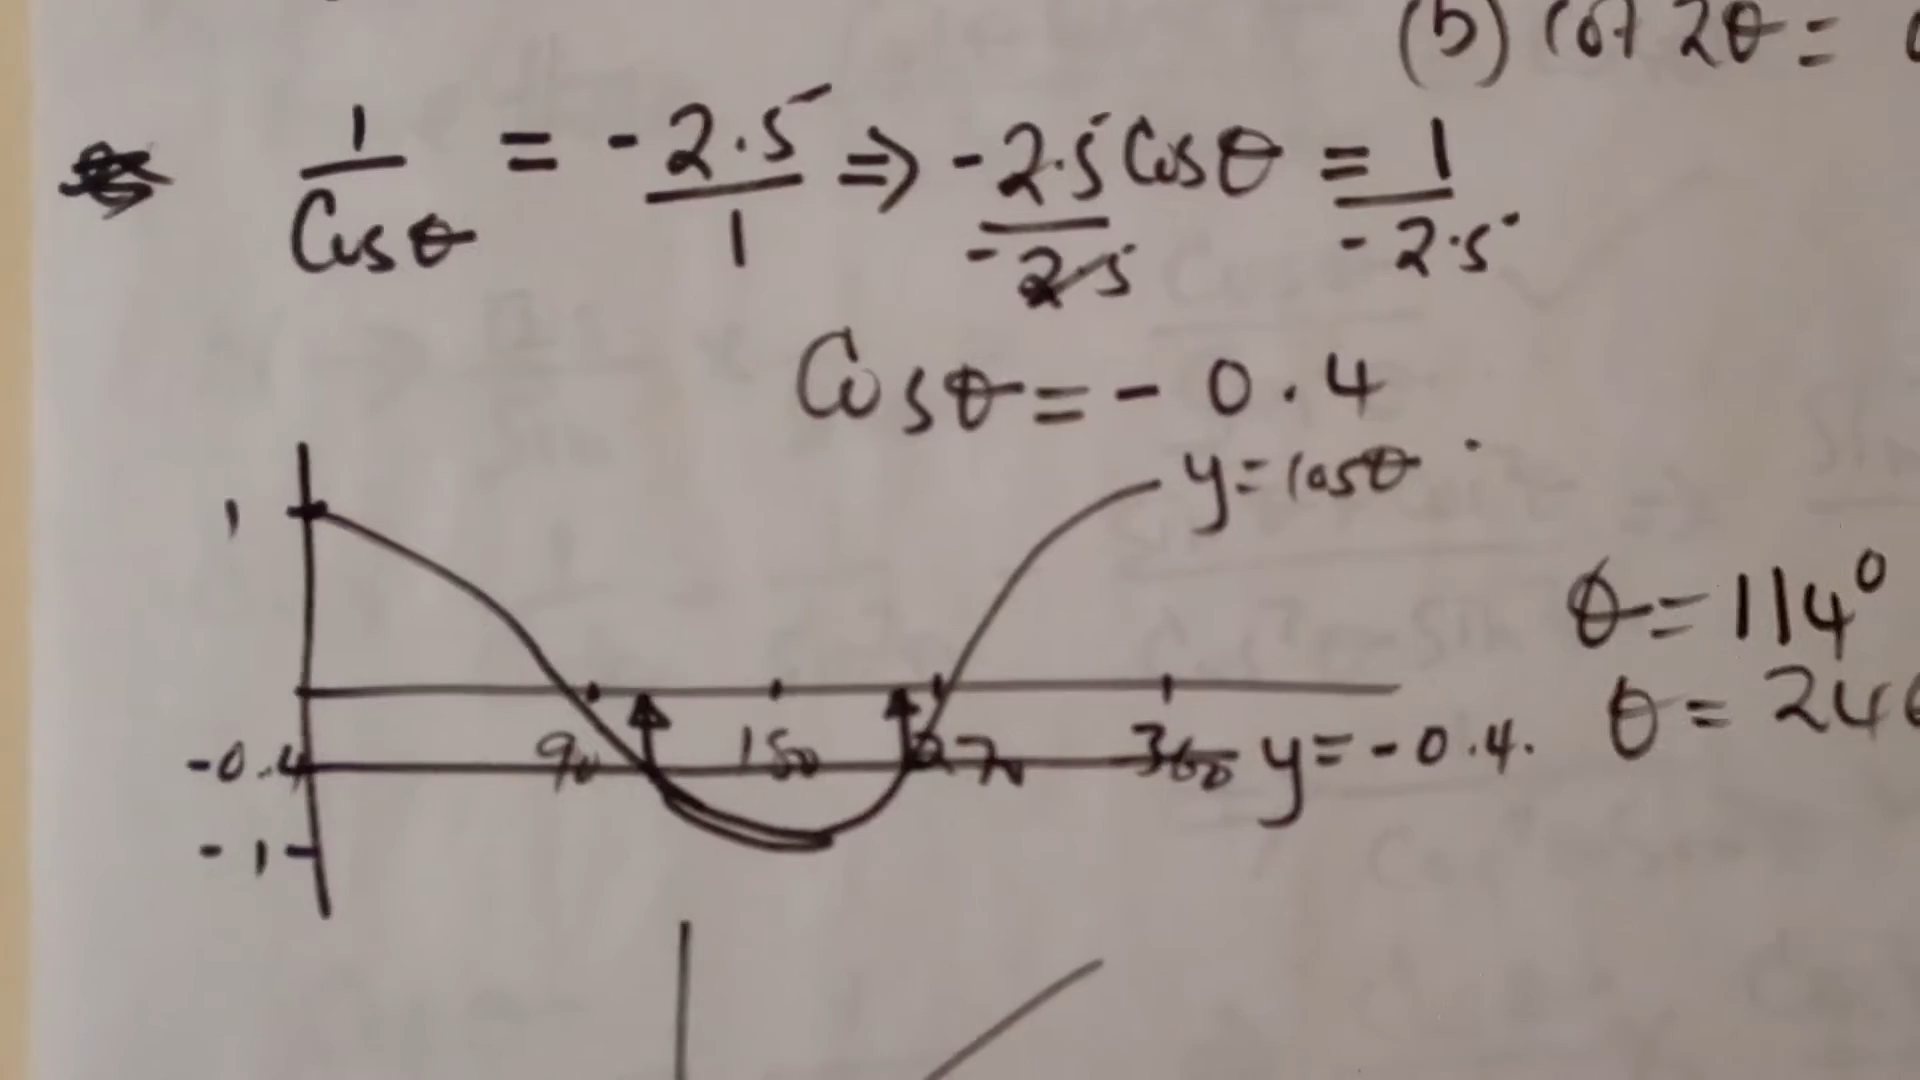 (b) Cot 2θ =
1/Cosθ = -2.5/1 ⇒ -2.5Cosθ/-2.5 = 1/-2.5
Cosθ = - 0.4
y=cosθ
1
θ = 114°
θ = 24
-0.4 90 180 270 360 y = -0.4.
-1